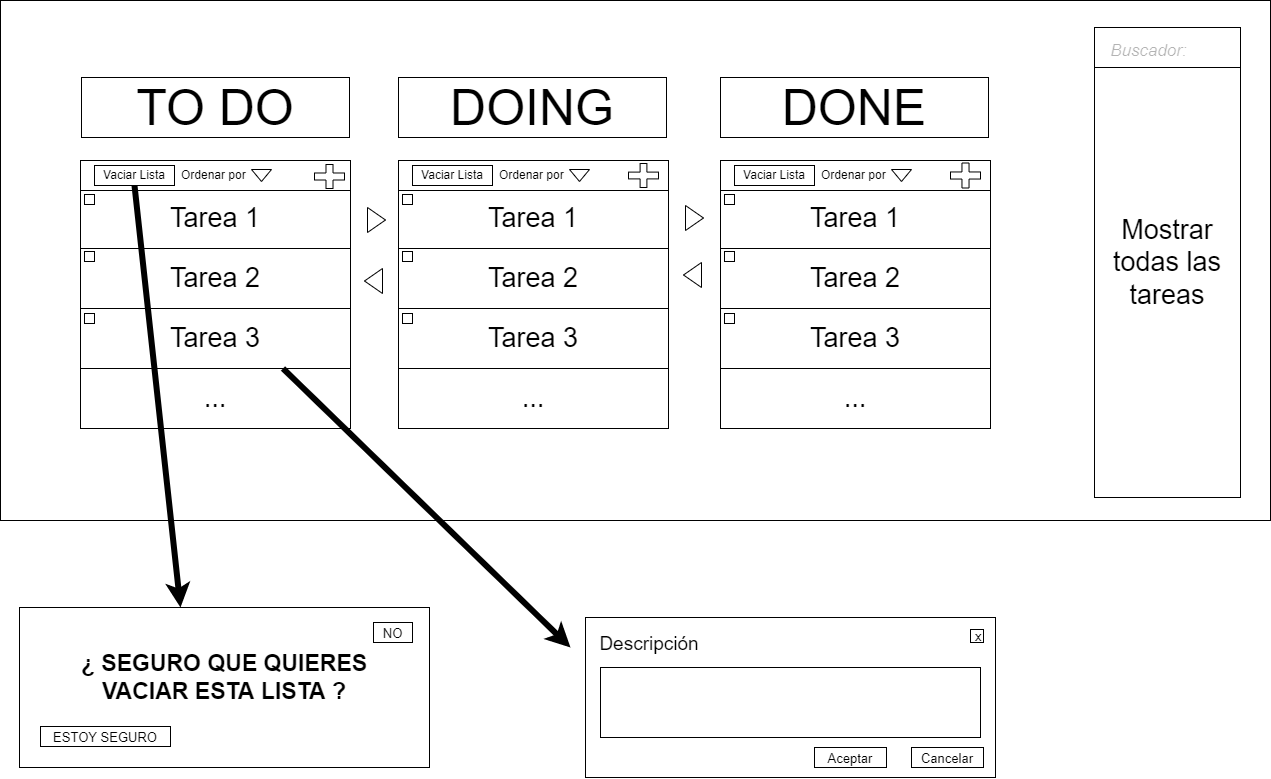 Buscador:
TO DO
DOING
DONE
Vaciar Lista
Ordenar por
Vaciar Lista
Ordenar por
Vaciar Lista
Ordenar por
Tarea 1
Tarea 1
Tarea 1
Tarea 2
Tarea 2
Tarea 2
Tarea 3
Tarea 3
Tarea 3
...
...
...
Mostrar
todas las
tareas
NO
¿ SEGURO QUE QUIERES
VACIAR ESTA LISTA ?
ESTOY SEGURO
Descripción
x
Aceptar
Cancelar